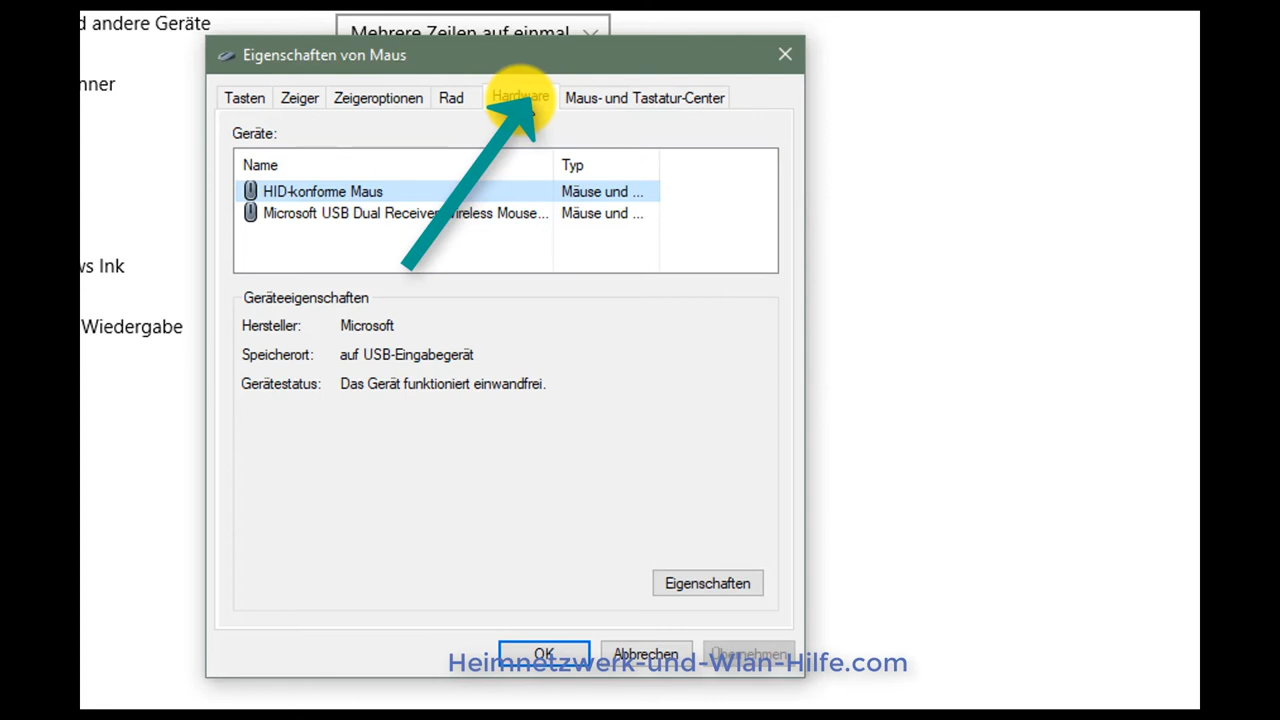 d andere Geräte
Mehrere Zeilen auf einmal
Eigenschaften von Maus
nner
Tasten Zeiger Zeigeroptionen Rad Hardware Maus- und Tastatur-Center
Geräte:
Name Typ
HID-konforme Maus Mäuse und ...
Microsoft USB Dual Receiver Wireless Mouse... Mäuse und ...
ws Ink
Geräteeigenschaften
Wiedergabe
Hersteller: Microsoft
Speicherort: auf USB-Eingabegerät
Gerätestatus: Das Gerät funktioniert einwandfrei.
Eigenschaften
OK Abbrechen Übernehmen
Heimnetzwerk-und-Wlan-Hilfe.com